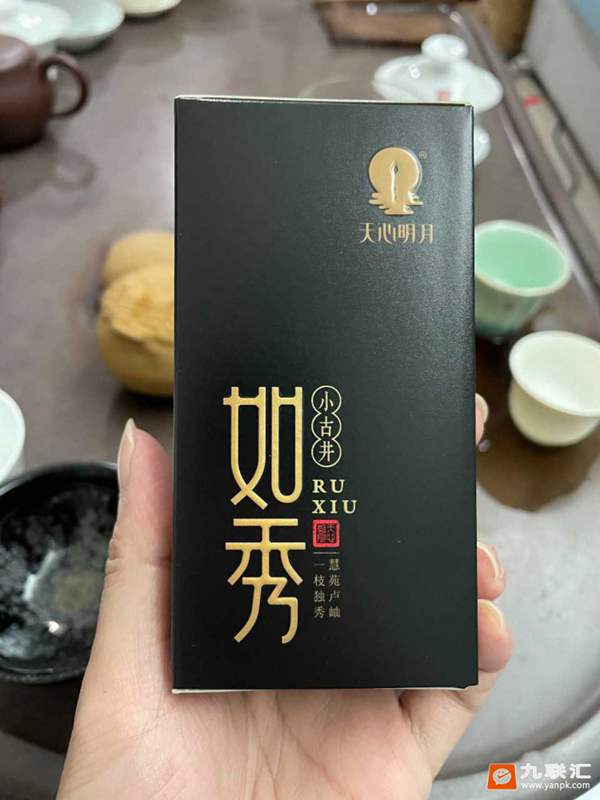 天心明月
小古井
如秀
RU
XIU
慧苑卢岫
一枝独秀
九联汇
www.yanpk.com